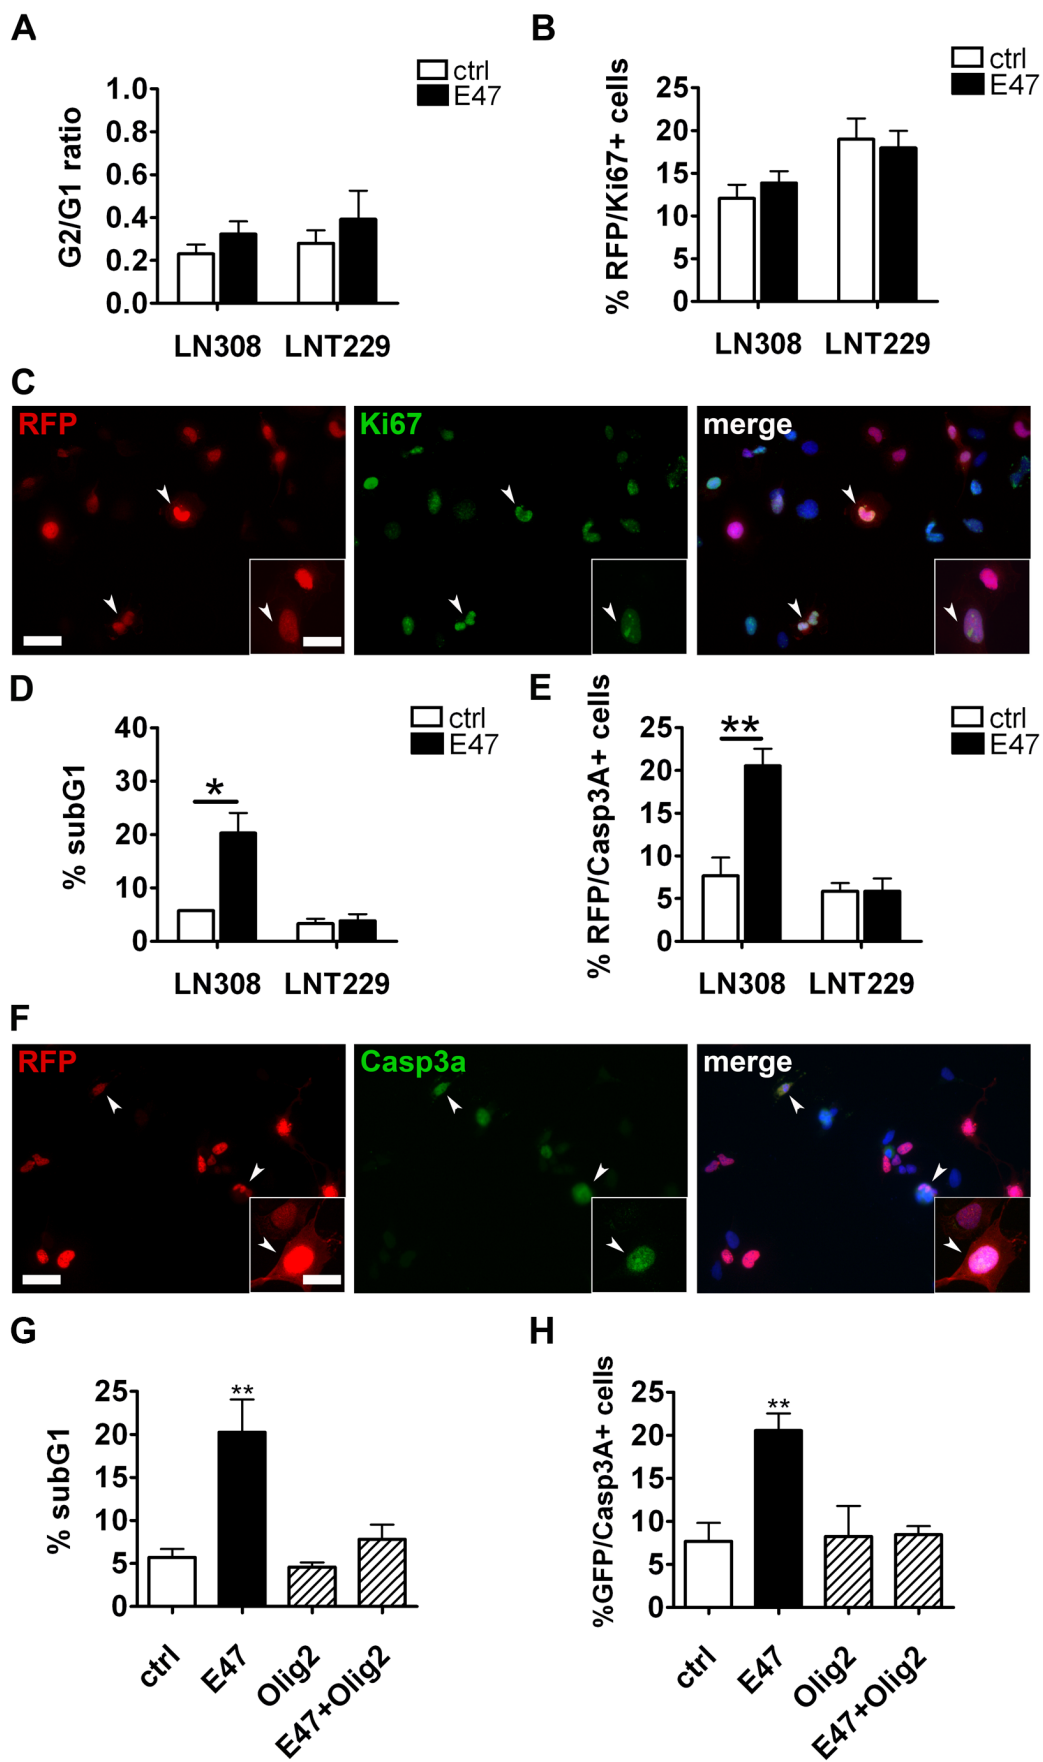 A
ctrl
E47
G2/G1 ratio
1.0
0.8
0.6
0.4
0.2
0.0
LN308 LNT229
B
ctrl
E47
% RFP/Ki67+ cells
25
20
15
10
5
0
LN308 LNT229
C
RFP
Ki67
merge
D
ctrl
E47
% subG1
40
30
20
10
0
*
LN308 LNT229
E
ctrl
E47
% RFP/Casp3A+ cells
25
20
15
10
5
0
**
LN308 LNT229
F
RFP
Casp3a
merge
G
% subG1
25
20
15
10
5
0
**
ctrl
E47
Olig2
E47+Olig2
H
%GFP/Casp3A+ cells
25
20
15
10
5
0
**
ctrl
E47
Olig2
E47+Olig2